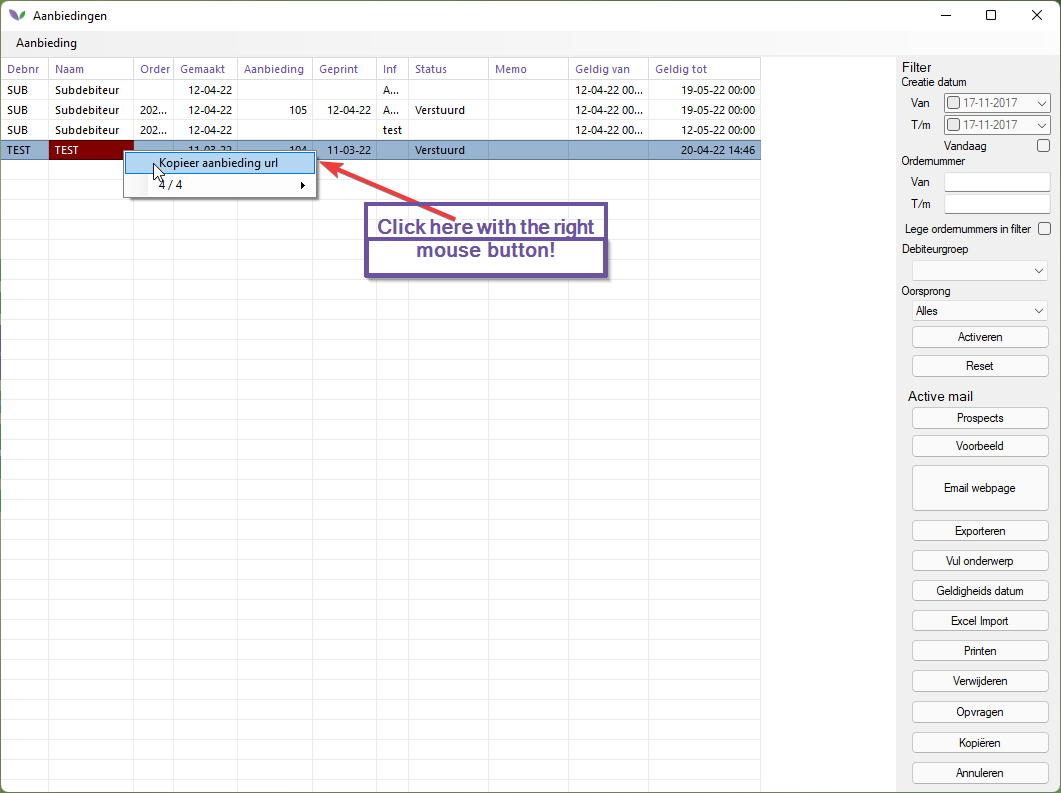 Aanbiedingen
Aanbieding
Debnr Naam Order Gemaakt Aanbieding Geprint Inf Status Memo Geldig van Geldig tot
SUB Subdebiteur 12-04-22 A... 12-04-22 00... 19-05-22 00:00
SUB Subdebiteur 202... 12-04-22 105 12-04-22 A... Verstuurd 12-04-22 00... 19-05-22 00:00
SUB Subdebiteur 202... 12-04-22 test 12-04-22 00... 12-05-22 00:00
TEST TEST 11-03-22 104 11-03-22 Verstuurd 20-04-22 14:46
Kopieer aanbieding url
4 / 4
Click here with the right
mouse button!
Filter
Creatie datum
Van 17-11-2017
T/m 17-11-2017
Vandaag
Ordernummer
Van
T/m
Lege ordernummers in filter
Debiteurgroep
Oorsprong
Alles
Activeren
Reset
Active mail
Prospects
Voorbeeld
Email webpage
Exporteren
Vul onderwerp
Geldigheids datum
Excel Import
Printen
Verwijderen
Opvragen
Kopiëren
Annuleren